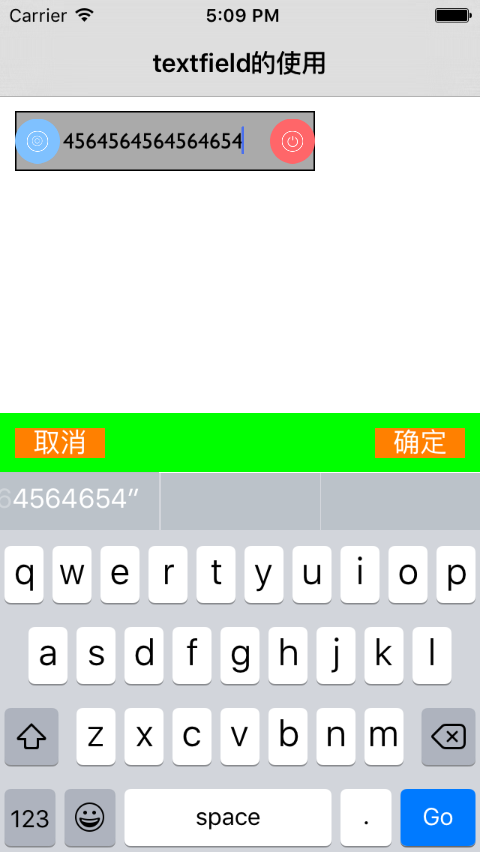 Carrier 5:09 PM
textfield的使用
4564564564564654
取消 确定
64564654”
q w e r t y u i o p
a s d f g h j k l
z x c v b n m
123 space . Go